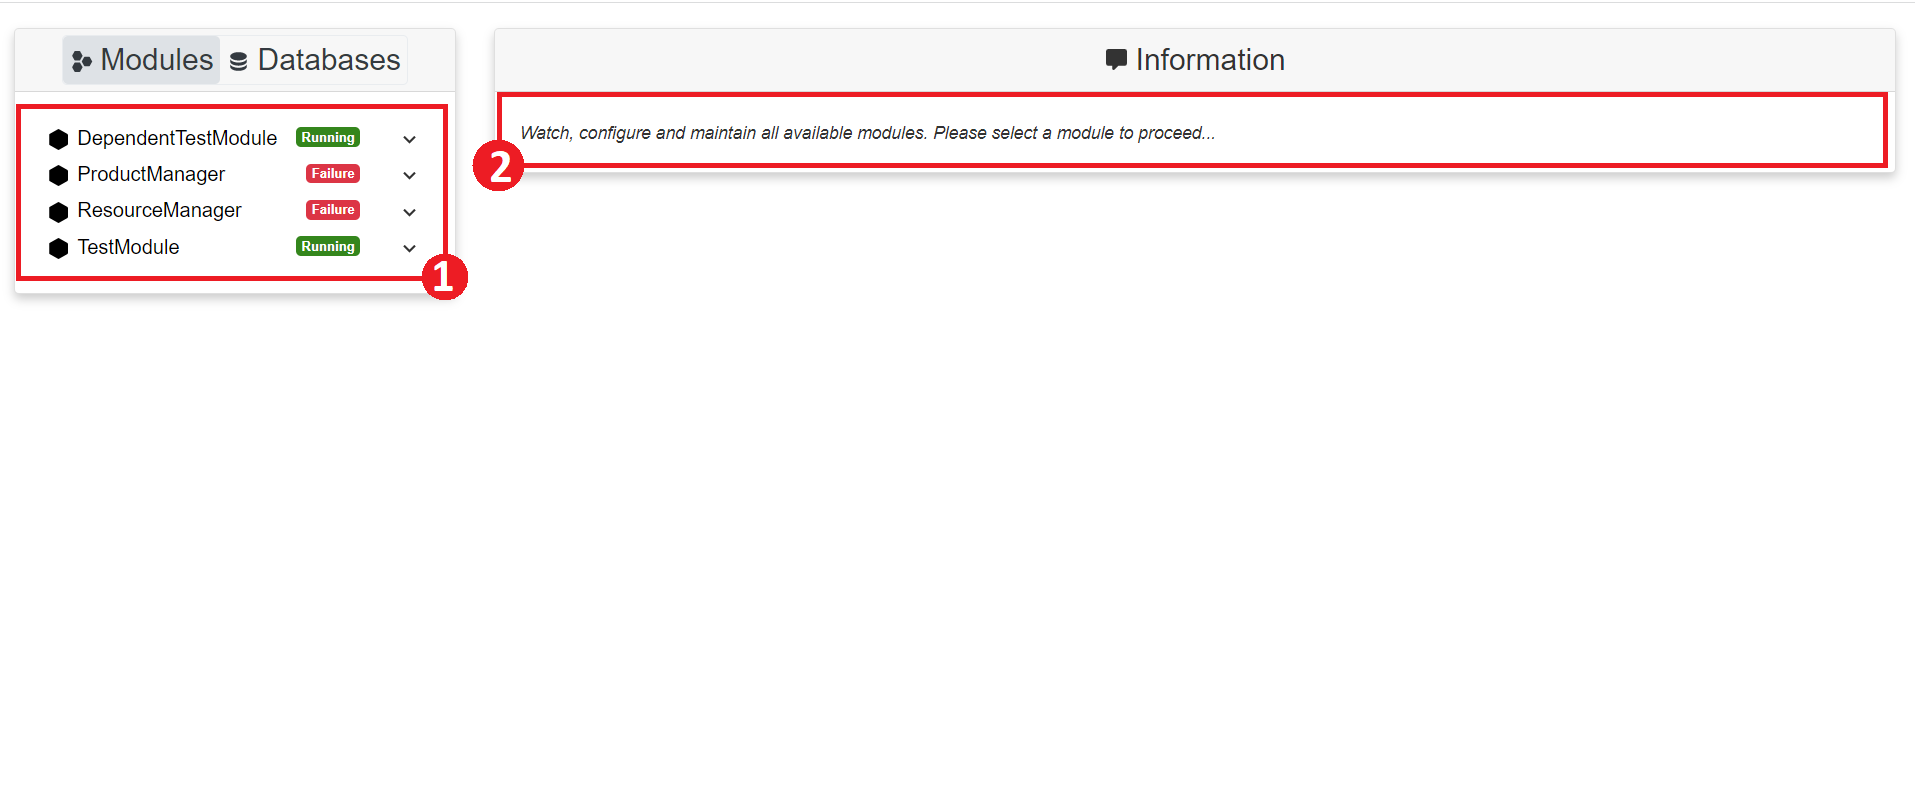 Modules Databases
DependentTestModule Running
ProductManager Failure
ResourceManager Failure
TestModule Running
1
Information
Watch, configure and maintain all available modules. Please select a module to proceed...
2